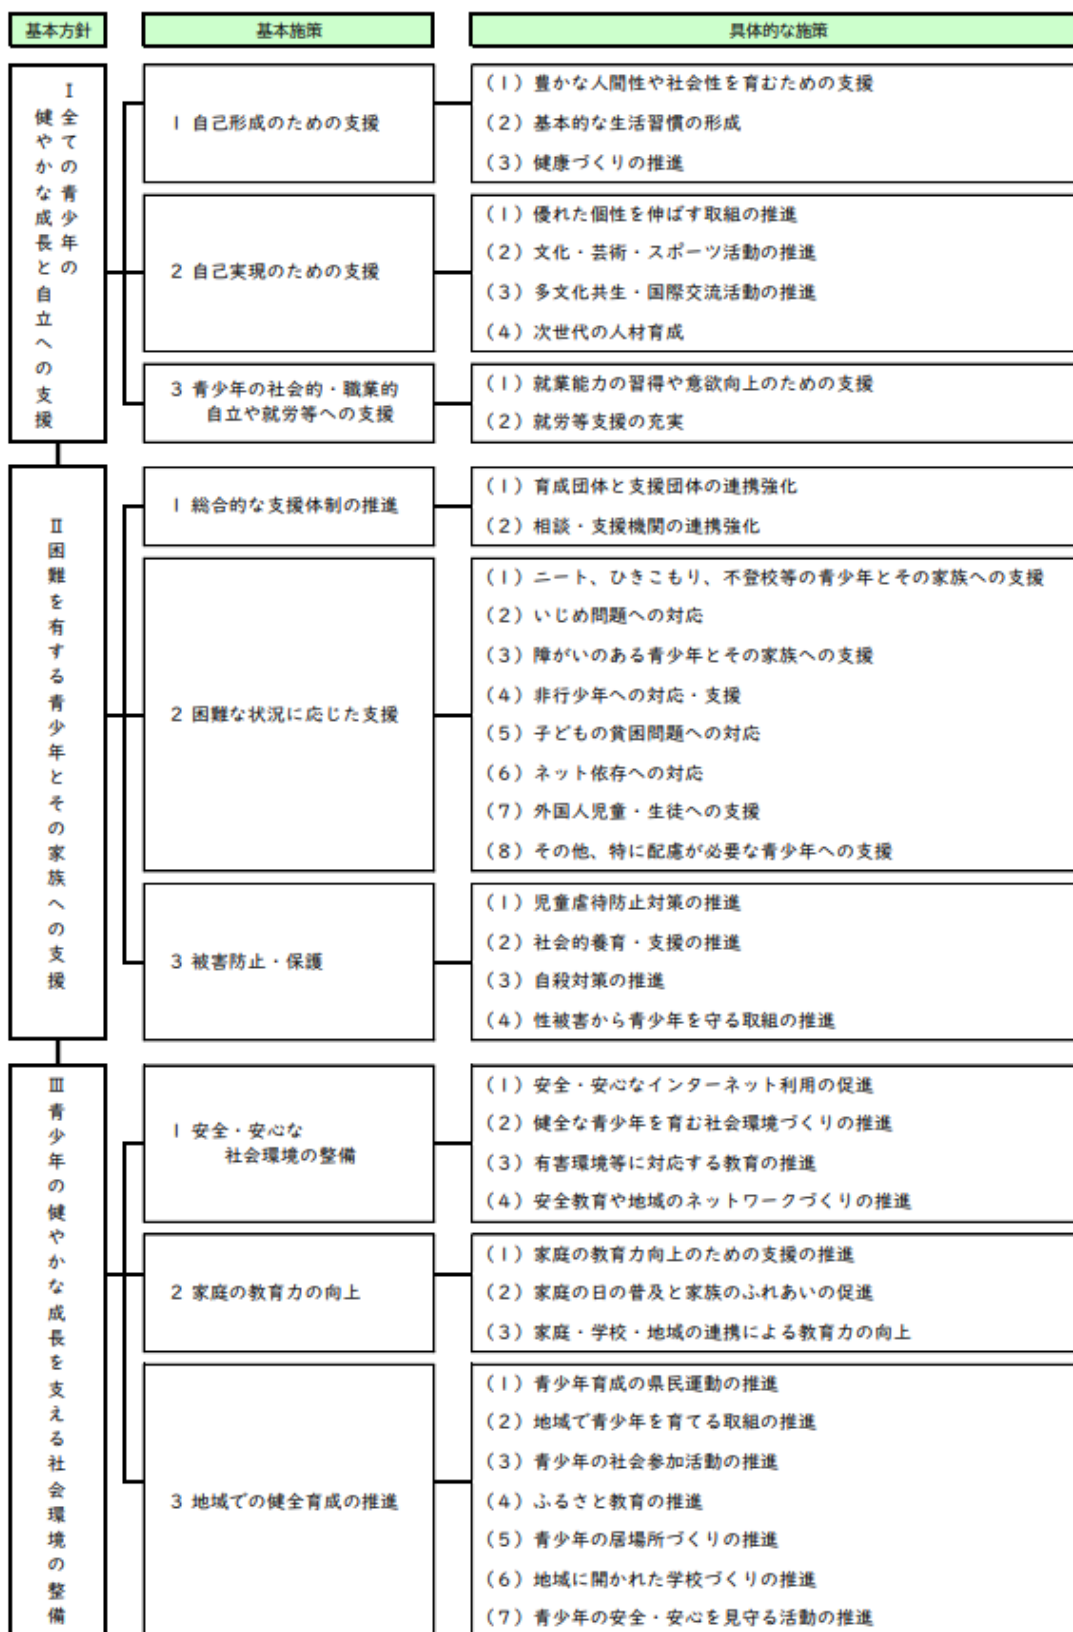 基本方針
基本施策
具体的な施策
Ⅰ全ての青少年の
健やかな成長と自立への支援
1 自己形成のための支援
（1）豊かな人間性や社会性を育むための支援
（2）基本的な生活習慣の形成
（3）健康づくりの推進
2 自己実現のための支援
（1）優れた個性を伸ばす取組の推進
（2）文化・芸術・スポーツ活動の推進
（3）多文化共生・国際交流活動の推進
（4）次世代の人材育成
3 青少年の社会的・職業的
自立や就労等への支援
（1）就業能力の習得や意欲向上のための支援
（2）就労等支援の充実
Ⅱ困難を有する青少年とその家族への支援
1 総合的な支援体制の推進
（1）育成団体と支援団体の連携強化
（2）相談・支援機関の連携強化
2 困難な状況に応じた支援
（1）ニート、ひきこもり、不登校等の青少年とその家族への支援
（2）いじめ問題への対応
（3）障がいのある青少年とその家族への支援
（4）非行少年への対応・支援
（5）子どもの貧困問題への対応
（6）ネット依存への対応
（7）外国人児童・生徒への支援
（8）その他、特に配慮が必要な青少年への支援
3 被害防止・保護
（1）児童虐待防止対策の推進
（2）社会的養育・支援の推進
（3）自殺対策の推進
（4）性被害から青少年を守る取組の推進
Ⅲ青少年の健やかな成長を支える社会環境の整備
1 安全・安心な
社会環境の整備
（1）安全・安心なインターネット利用の促進
（2）健全な青少年を育む社会環境づくりの推進
（3）有害環境等に対応する教育の推進
（4）安全教育や地域のネットワークづくりの推進
2 家庭の教育力の向上
（1）家庭の教育力向上のための支援の推進
（2）家庭の日の普及と家族のふれあいの促進
（3）家庭・学校・地域の連携による教育力の向上
3 地域での健全育成の推進
（1）青少年育成の県民運動の推進
（2）地域で青少年を育てる取組の推進
（3）青少年の社会参加活動の推進
（4）ふるさと教育の推進
（5）青少年の居場所づくりの推進
（6）地域に開かれた学校づくりの推進
（7）青少年の安全・安心を見守る活動の推進